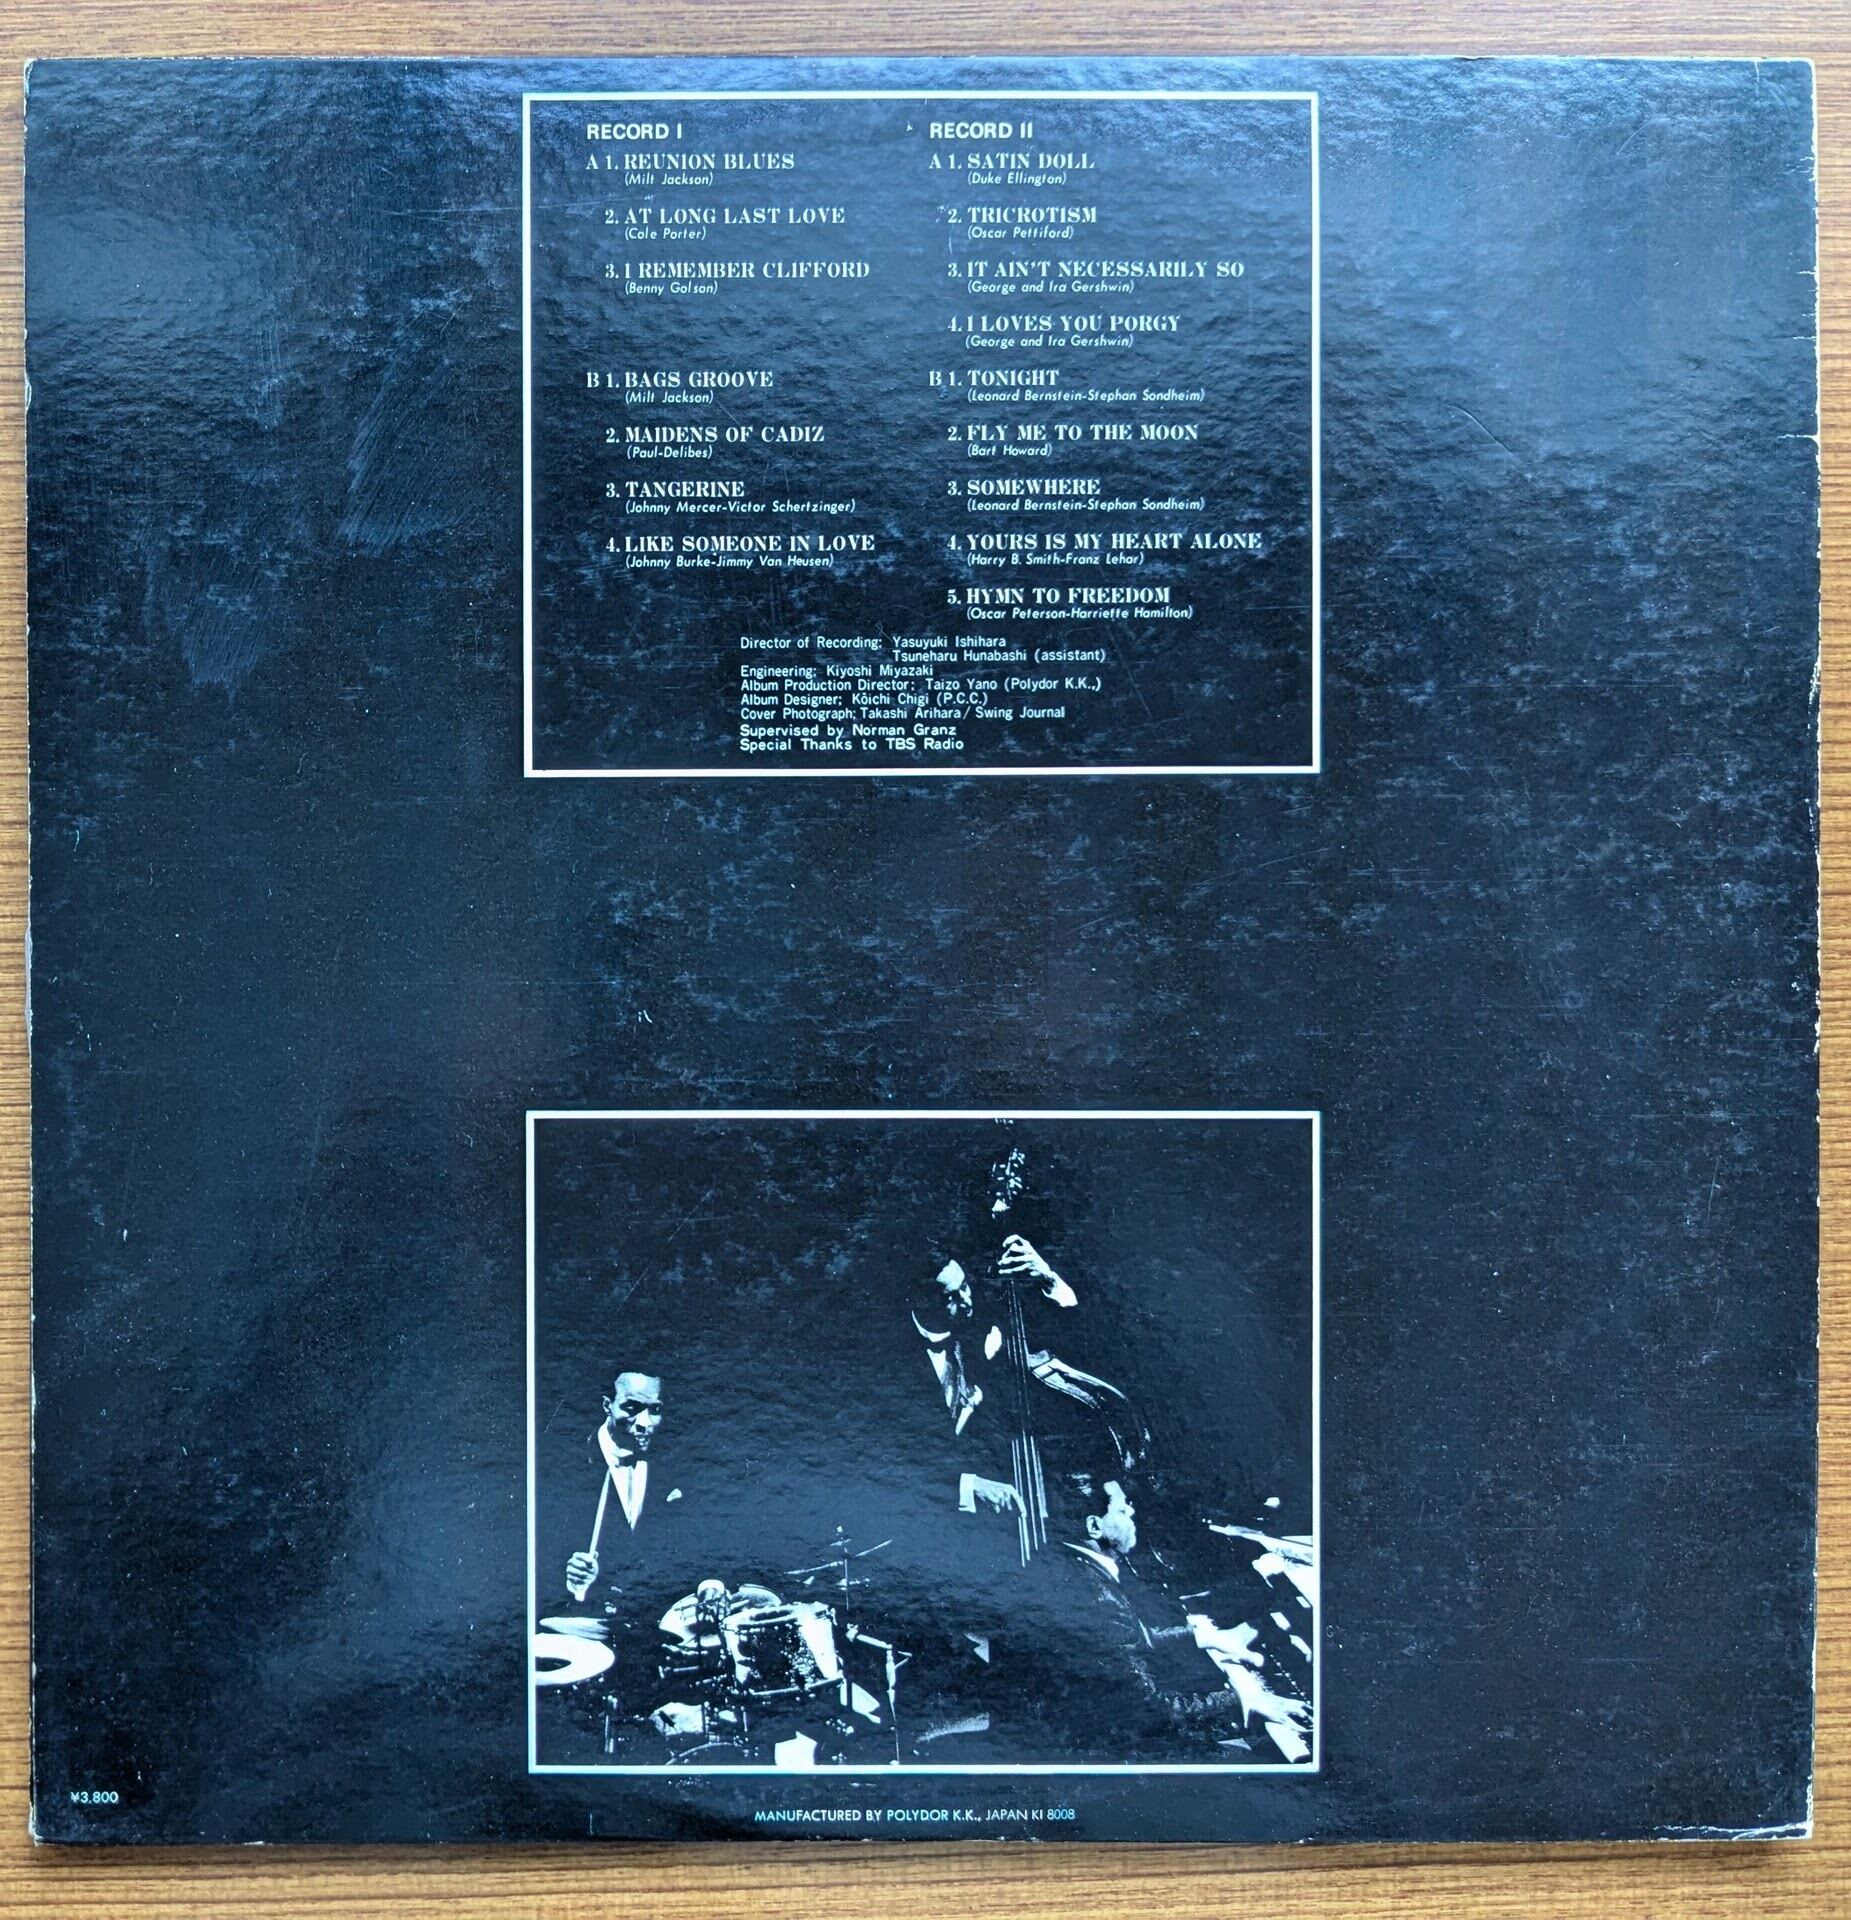 RECORD I
A 1. REUNION BLUES
(Milt Jackson)
2. AT LONG LAST LOVE
(Cole Porter)
3. I REMEMBER CLIFFORD
(Benny Golson)
B 1. BAGS GROOVE
(Milt Jackson)
2. MAIDENS OF CADIZ
(Paul-Delibes)
3. TANGERINE
(Johnny Mercer-Victor Schertzinger)
4. LIKE SOMEONE IN LOVE
(Johnny Burke-Jimmy Van Heusen)
RECORD II
A 1. SATIN DOLL
(Duke Ellington)
2. TRICROTISM
(Oscar Pettiford)
3. IT AIN'T NECESSARILY SO
(George and Ira Gershwin)
4. I LOVES YOU PORGY
(George and Ira Gershwin)
B 1. TONIGHT
(Leonard Bernstein-Stephan Sondheim)
2. FLY ME TO THE MOON
(Bart Howard)
3. SOMEWHERE
(Leonard Bernstein-Stephan Sondheim)
4. YOURS IS MY HEART ALONE
(Harry B. Smith-Franz Lehar)
5. HYMN TO FREEDOM
(Oscar Peterson-Harriette Hamilton)
Director of Recording: Yasuyuki Ishihara
Tsuneharu Hunabashi (assistant)
Engineering: Kiyoshi Miyazaki
Album Production Director: Taizo Yano (Polydor K.K.,)
Album Designer: Kōichi Chigi (P.C.C.)
Cover Photograph: Takashi Arihara / Swing Journal
Supervised by Norman Granz
Special Thanks to TBS Radio
¥3,800
MANUFACTURED BY POLYDOR K.K., JAPAN KI 8008